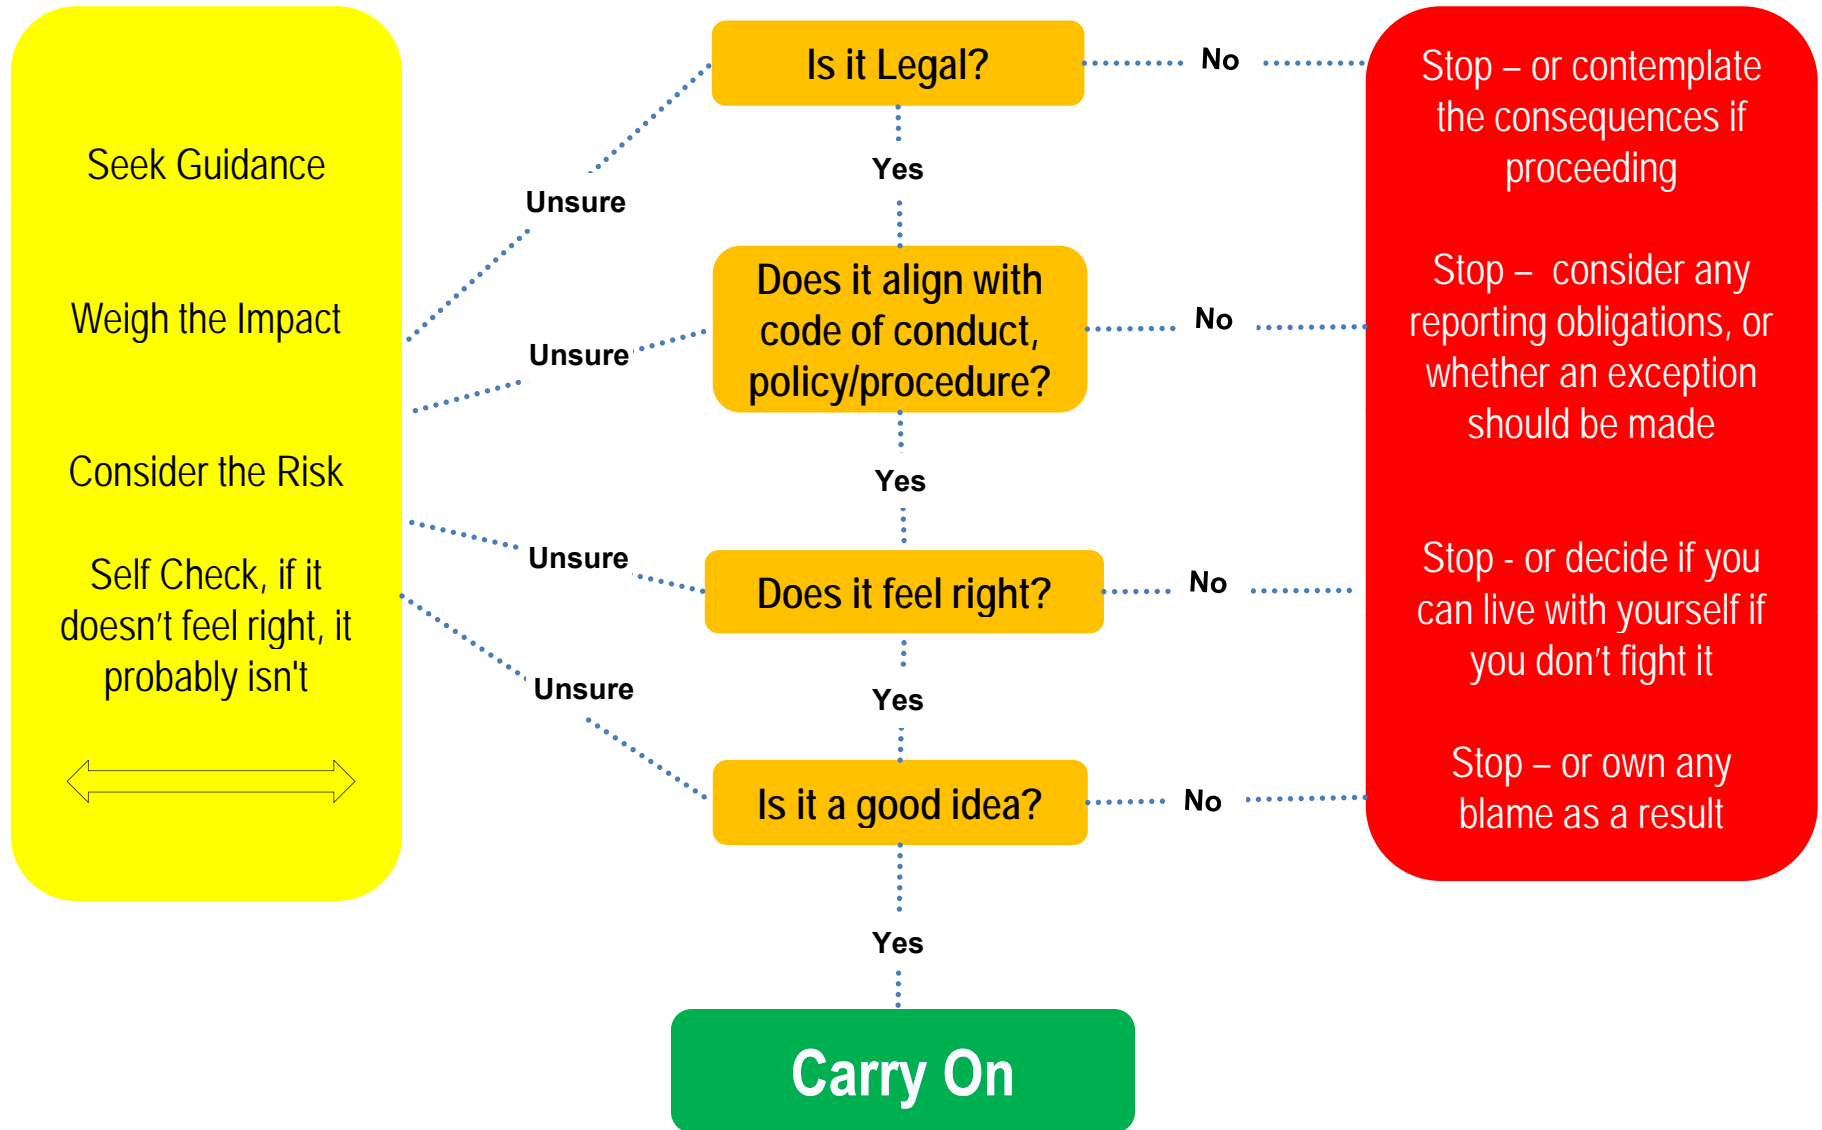 Seek Guidance
Weigh the Impact
Consider the Risk
Self Check, if it
doesn’t feel right, it
probably isn't
Is it Legal?
No
Yes
Unsure
Does it align with
code of conduct,
policy/procedure?
No
Unsure
Yes
Does it feel right?
No
Unsure
Yes
Is it a good idea?
No
Unsure
Yes
Carry On
Stop – or contemplate
the consequences if
proceeding
Stop –  consider any
reporting obligations, or
whether an exception
should be made
Stop - or decide if you
can live with yourself if
you don’t fight it
Stop – or own any
blame as a result